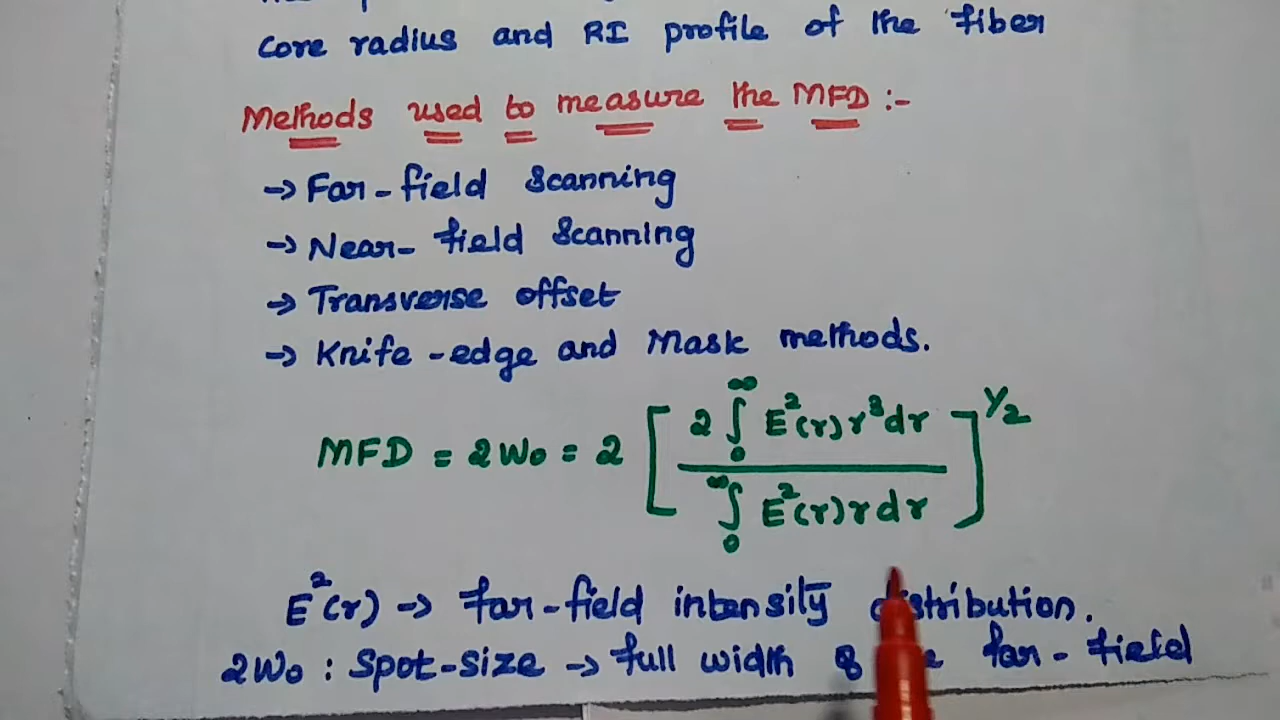 core radius and RI profile of the fiber
Methods used to measure the MFD :-
→ Far-field Scanning
→ Near-field Scanning
→ Transverse offset
→ Knife-edge and Mask methods.
MFD = 2W₀ = 2 [ 2 ∫₀^∞ E²(r) r³ dr / ∫₀^∞ E²(r) r dr ]^1/2
E²(r) → far-field intensity distribution.
2W₀ : Spot-size → full width far-field